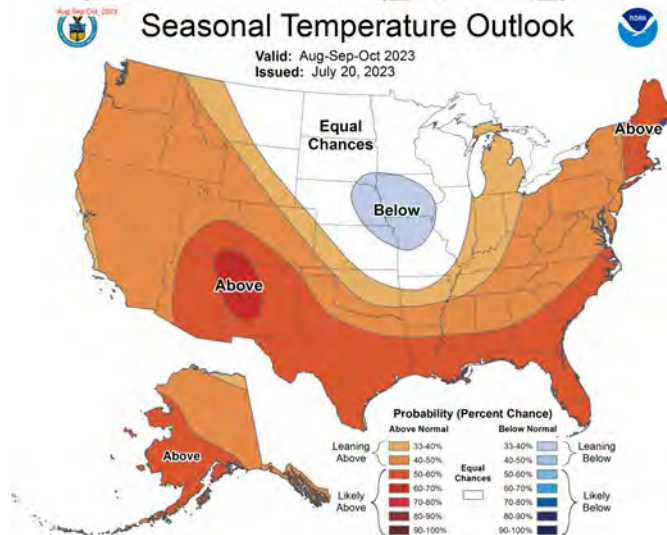 Aug-Sep-Oct 2023
Seasonal Temperature Outlook
noaa
Valid: Aug-Sep-Oct 2023
Issued: July 20, 2023
Equal
Chances
Above
Below
Above
Above
Probability (Percent Chance)
Above Normal
Below Normal
Leaning
Above
33-40%
40-50%
Likely
Above
50-60%
60-70%
70-80%
80-90%
90-100%
Equal
Chances
33-40%
40-50%
Leaning
Below
50-60%
60-70%
70-80%
80-90%
90-100%
Likely
Below